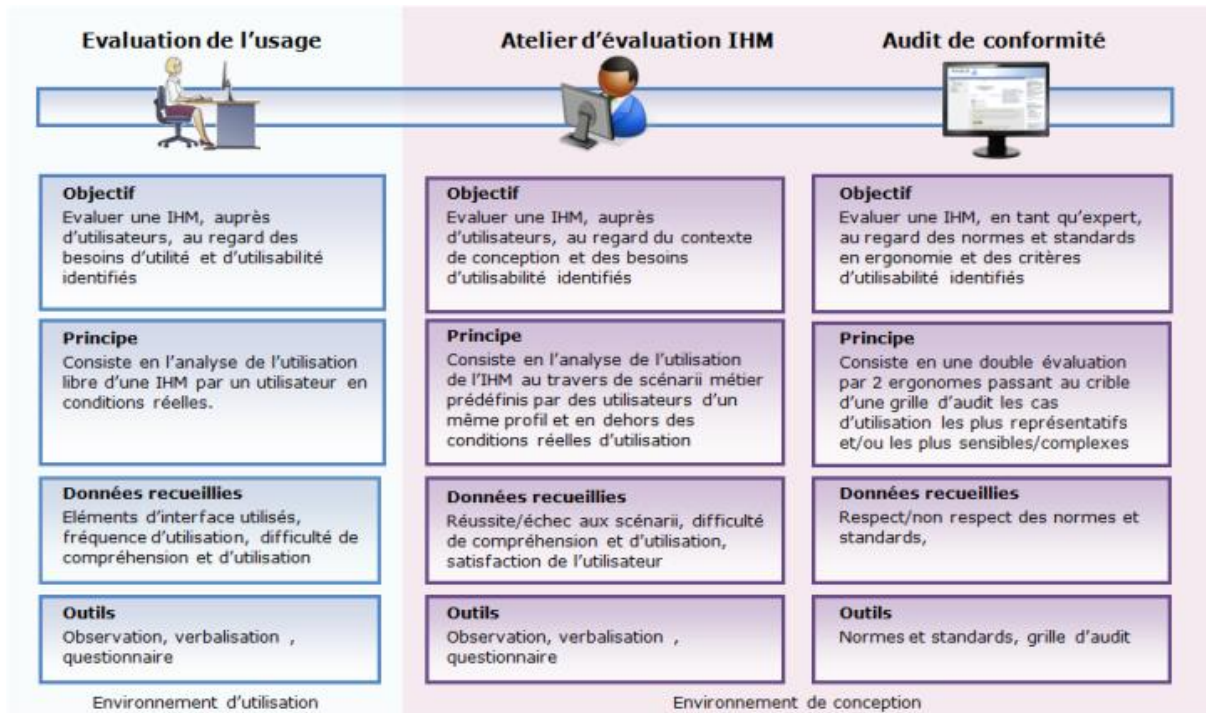 Evaluation de l'usage
Atelier d'évaluation IHM
Audit de conformité
Objectif
Evaluer une IHM, auprès
d'utilisateurs, au regard des
besoins d'utilité et d'utilisabilité
identifiés
Objectif
Evaluer une IHM, auprès
d'utilisateurs, au regard du contexte
de conception et des besoins
d'utilisabilité identifiés
Objectif
Evaluer une IHM, en tant qu'expert,
au regard des normes et standards
en ergonomie et des critères
d'utilisabilité identifiés
Principe
Consiste en l'analyse de l'utilisation
libre d'une IHM par un utilisateur en
conditions réelles.
Principe
Consiste en l'analyse de l'utilisation
de l'IHM au travers de scénarii métier
prédéfinis par des utilisateurs d'un
même profil et en dehors des
conditions réelles d'utilisation
Principe
Consiste en une double évaluation
par 2 ergonomes passant au crible
d'une grille d'audit les cas
d'utilisation les plus représentatifs
et/ou les plus sensibles/complexes
Données recueillies
Eléments d'interface utilisés,
fréquence d'utilisation, difficulté de
compréhension et d'utilisation
Données recueillies
Réussite/échec aux scénarii, difficulté
de compréhension et d'utilisation,
satisfaction de l'utilisateur
Données recueillies
Respect/non respect des normes et
standards,
Outils
Observation, verbalisation ,
questionnaire
Outils
Observation, verbalisation ,
questionnaire
Outils
Normes et standards, grille d'audit
Environnement d'utilisation
Environnement de conception